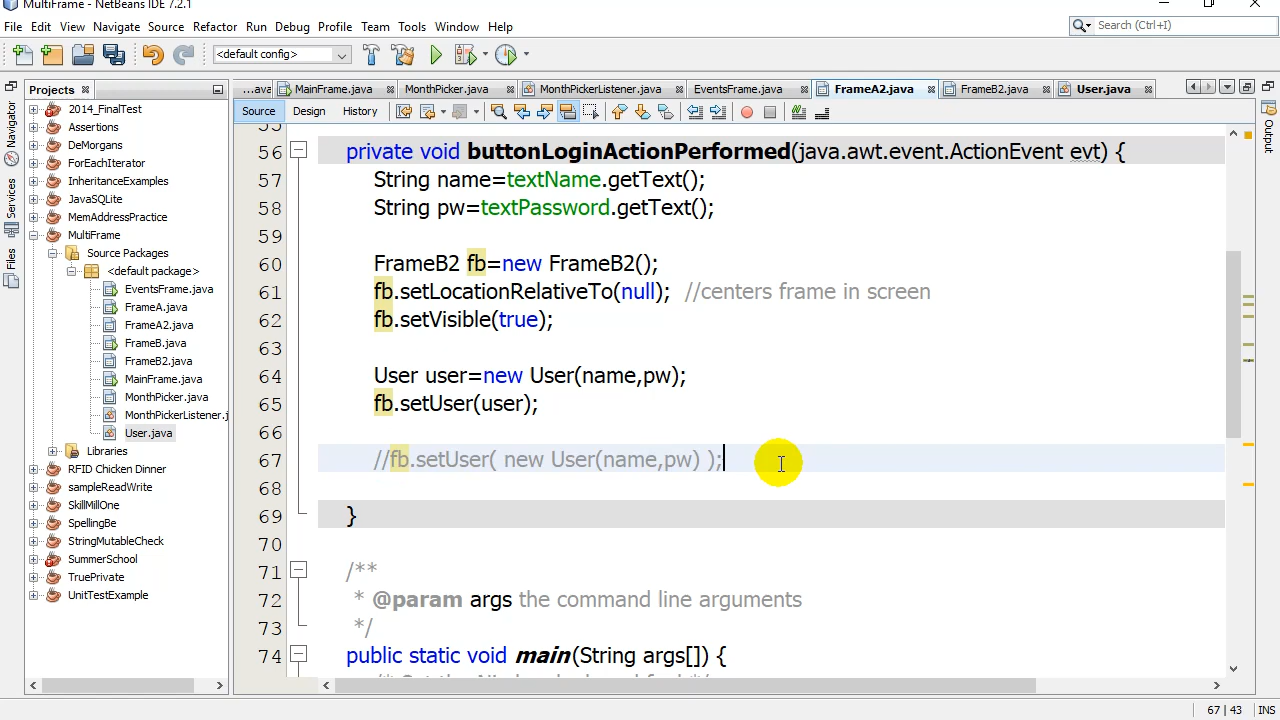 MultiFrame - NetBeans IDE 7.2.1
File Edit View Navigate Source Refactor Run Debug Profile Team Tools Window Help
Search (Ctrl+I)
<default config>
Projects
...ava MainFrame.java MonthPicker.java MonthPickerListener.java EventsFrame.java FrameA2.java FrameB2.java User.java
Source Design History
Navigator
Services
Files
Output
2014_FinalTest
Assertions
DeMorgans
ForEachIterator
InheritanceExamples
JavaSQLite
MemAddressPractice
MultiFrame
Source Packages
<default package>
EventsFrame.java
FrameA.java
FrameA2.java
FrameB.java
FrameB2.java
MainFrame.java
MonthPicker.java
MonthPickerListener.j
User.java
Libraries
RFID Chicken Dinner
sampleReadWrite
SkillMillOne
SpellingBe
StringMutableCheck
SummerSchool
TruePrivate
UnitTestExample
55
56 private void buttonLoginActionPerformed(java.awt.event.ActionEvent evt) {
57 String name=textName.getText();
58 String pw=textPassword.getText();
59
60 FrameB2 fb=new FrameB2();
61 fb.setLocationRelativeTo(null); //centers frame in screen
62 fb.setVisible(true);
63
64 User user=new User(name,pw);
65 fb.setUser(user);
66
67 //fb.setUser( new User(name,pw) );
68
69 }
70
71 /**
72 * @param args the command line arguments
73 */
74 public static void main(String args[]) {
67 | 43 INS